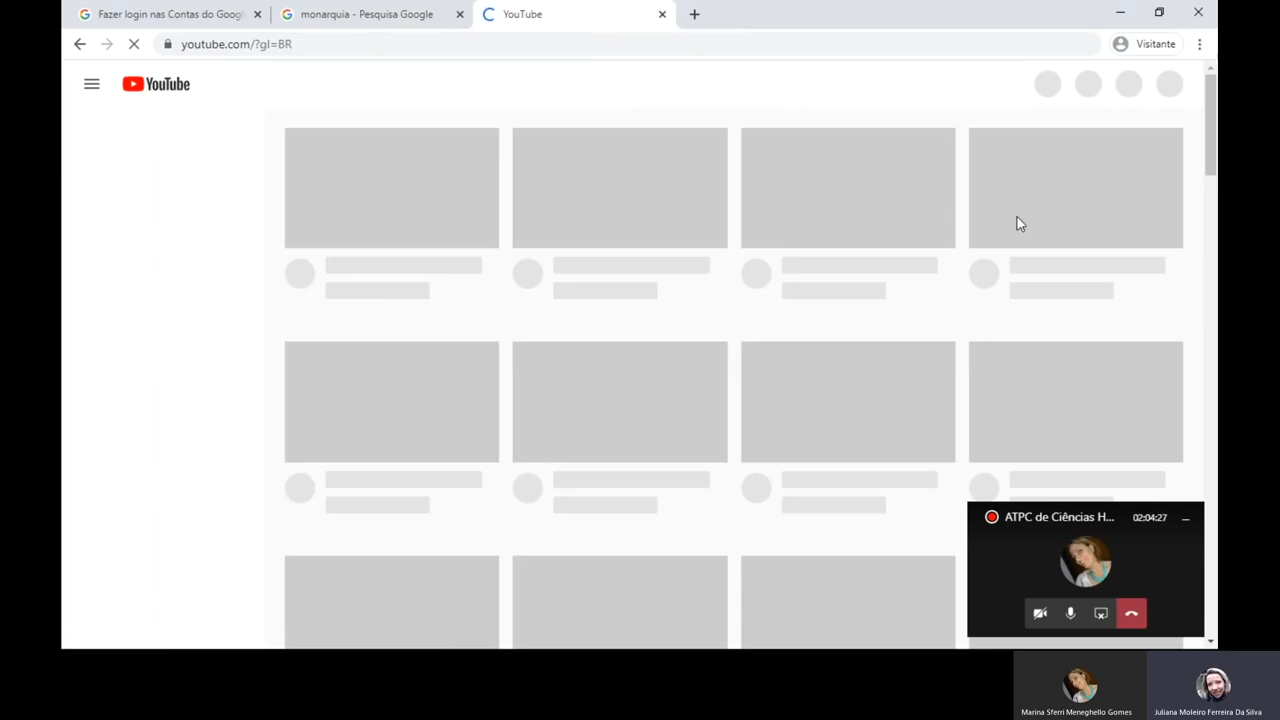 Fazer login nas Contas do Googl
monarquia - Pesquisa Google
YouTube
youtube.com/?gl=BR
Visitante
YouTube
ATPC de Ciências H...
02:04:27
Marina Sferri Meneghello Gomes
Juliana Moleiro Ferreira Da Silva